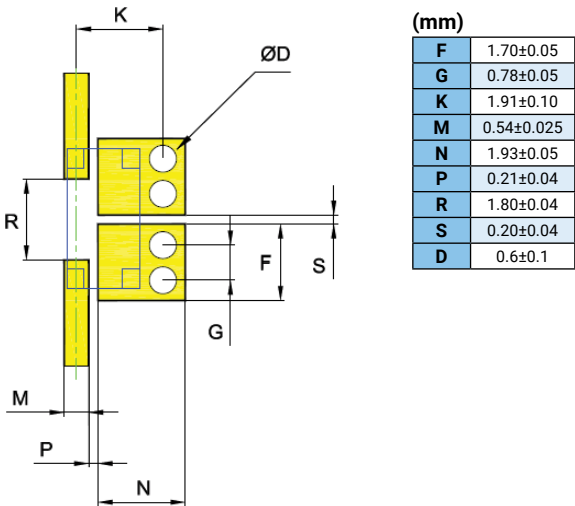 K
ØD
R
F
S
G
M
P
N
(mm)
F 1.70±0.05
G 0.78±0.05
K 1.91±0.10
M 0.54±0.025
N 1.93±0.05
P 0.21±0.04
R 1.80±0.04
S 0.20±0.04
D 0.6±0.1